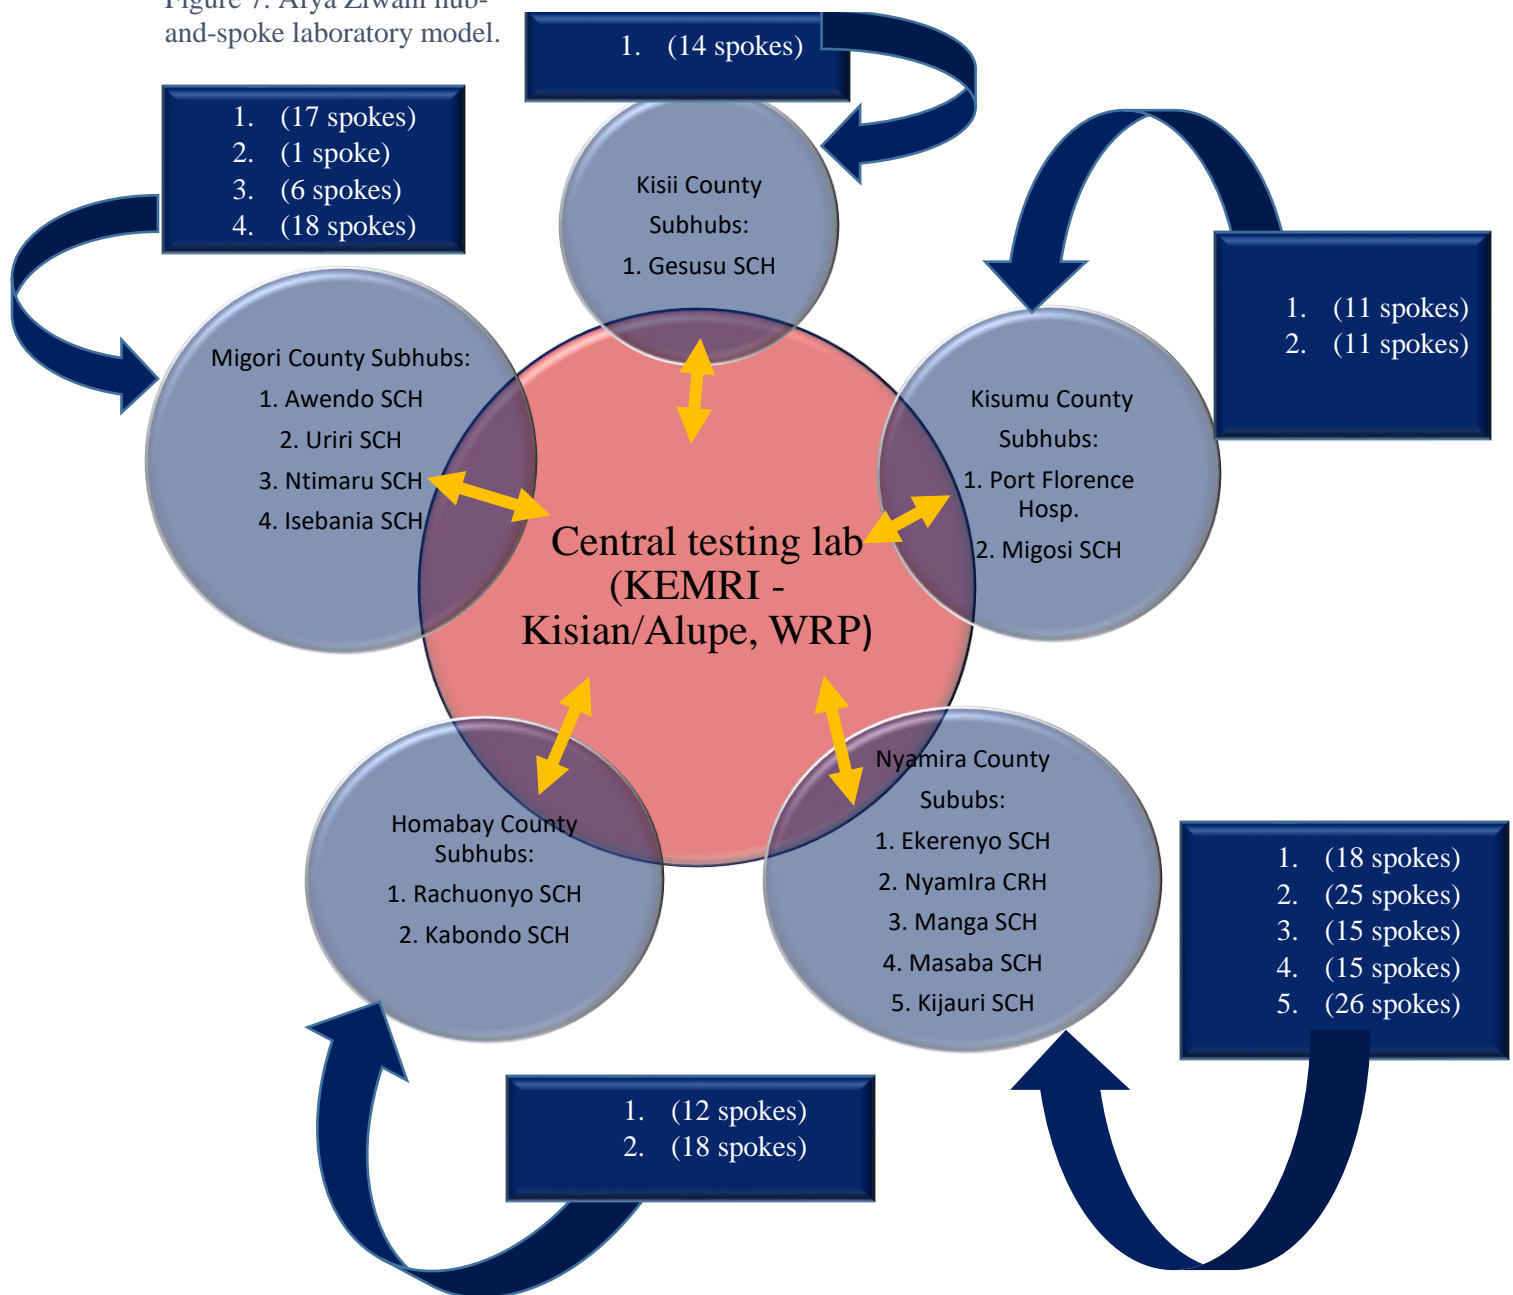 Figure 7. Afya Ziwani hub-
and-spoke laboratory model.
1. (14 spokes)
1. (17 spokes)
2. (1 spoke)
3. (6 spokes)
4. (18 spokes)
Kisii County
Subhubs:
1. Gesusu SCH
1. (11 spokes)
2. (11 spokes)
Migori County Subhubs:
1. Awendo SCH
2. Uriri SCH
3. Ntimaru SCH
4. Isebania SCH
Kisumu County
Subhubs:
1. Port Florence
Hosp.
2. Migosi SCH
Central testing lab
(KEMRI -
Kisian/Alupe, WRP)
Homabay County
Subhubs:
1. Rachuonyo SCH
2. Kabondo SCH
Nyamira County
Sububs:
1. Ekerenyo SCH
2. NyamIra CRH
3. Manga SCH
4. Masaba SCH
5. Kijauri SCH
1. (18 spokes)
2. (25 spokes)
3. (15 spokes)
4. (15 spokes)
5. (26 spokes)
1. (12 spokes)
2. (18 spokes)